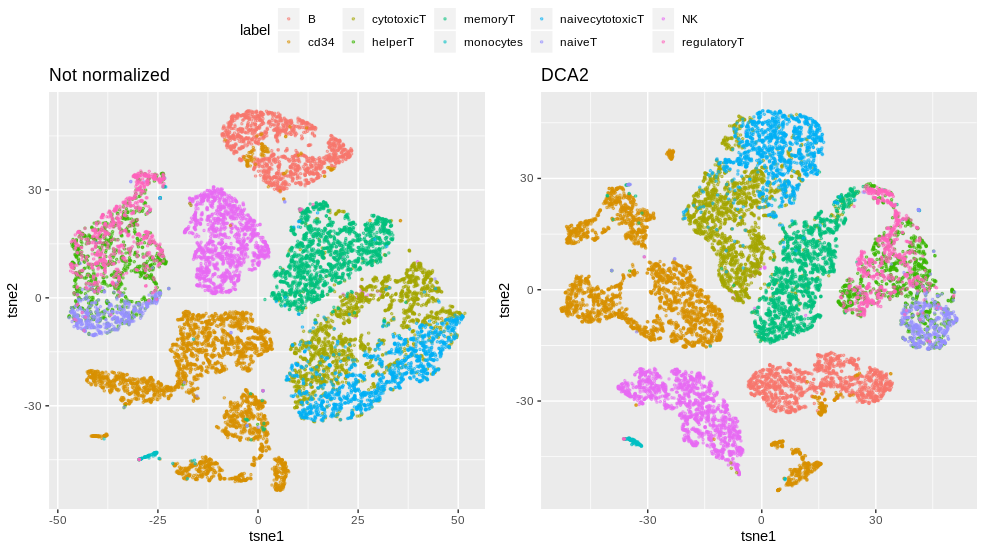 label
B cytotoxicT memoryT naivecytotoxicT NK
cd34 helperT monocytes naiveT regulatoryT
Not normalized
DCA2
tsne2
30
0
-30
-50 -25 0 25 50
tsne1
tsne2
30
0
-30
-30 0 30
tsne1